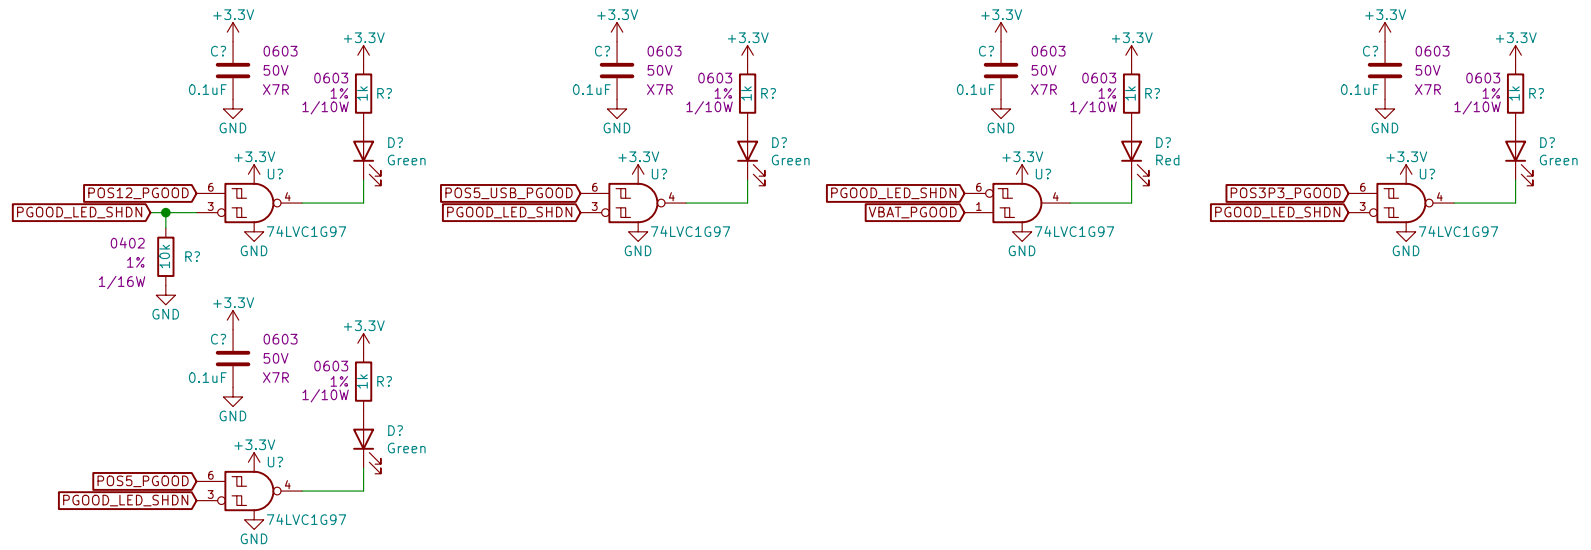 +3.3V
C?
0.1uF
0603
50V
X7R
GND
+3.3V
0603
1%
1/10W
1k
R?
D?
Green
+3.3V
U?
POS12_PGOOD
6
PGOOD_LED_SHDN
3
4
74LVC1G97
GND
0402
1%
1/16W
10k
R?
GND
+3.3V
C?
0.1uF
0603
50V
X7R
GND
+3.3V
0603
1%
1/10W
1k
R?
D?
Green
+3.3V
U?
POS5_USB_PGOOD
6
PGOOD_LED_SHDN
3
4
74LVC1G97
GND
+3.3V
C?
0.1uF
0603
50V
X7R
GND
+3.3V
0603
1%
1/10W
1k
R?
D?
Red
+3.3V
U?
PGOOD_LED_SHDN
6
VBAT_PGOOD
1
4
74LVC1G97
GND
+3.3V
C?
0.1uF
0603
50V
X7R
GND
+3.3V
0603
1%
1/10W
1k
R?
D?
Green
+3.3V
U?
POS3P3_PGOOD
6
PGOOD_LED_SHDN
3
4
74LVC1G97
GND
+3.3V
C?
0.1uF
0603
50V
X7R
GND
+3.3V
0603
1%
1/10W
1k
R?
D?
Green
+3.3V
U?
POS5_PGOOD
6
PGOOD_LED_SHDN
3
4
74LVC1G97
GND